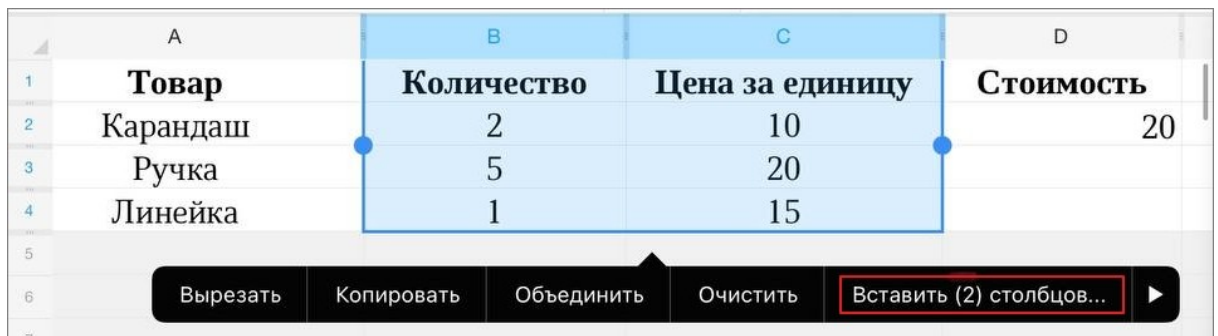 A B C D
1 Товар Количество Цена за единицу Стоимость
2 Карандаш 2 10 20
3 Ручка 5 20
4 Линейка 1 15
5
6 Вырезать Копировать Объединить Очистить Вставить (2) столбцов...